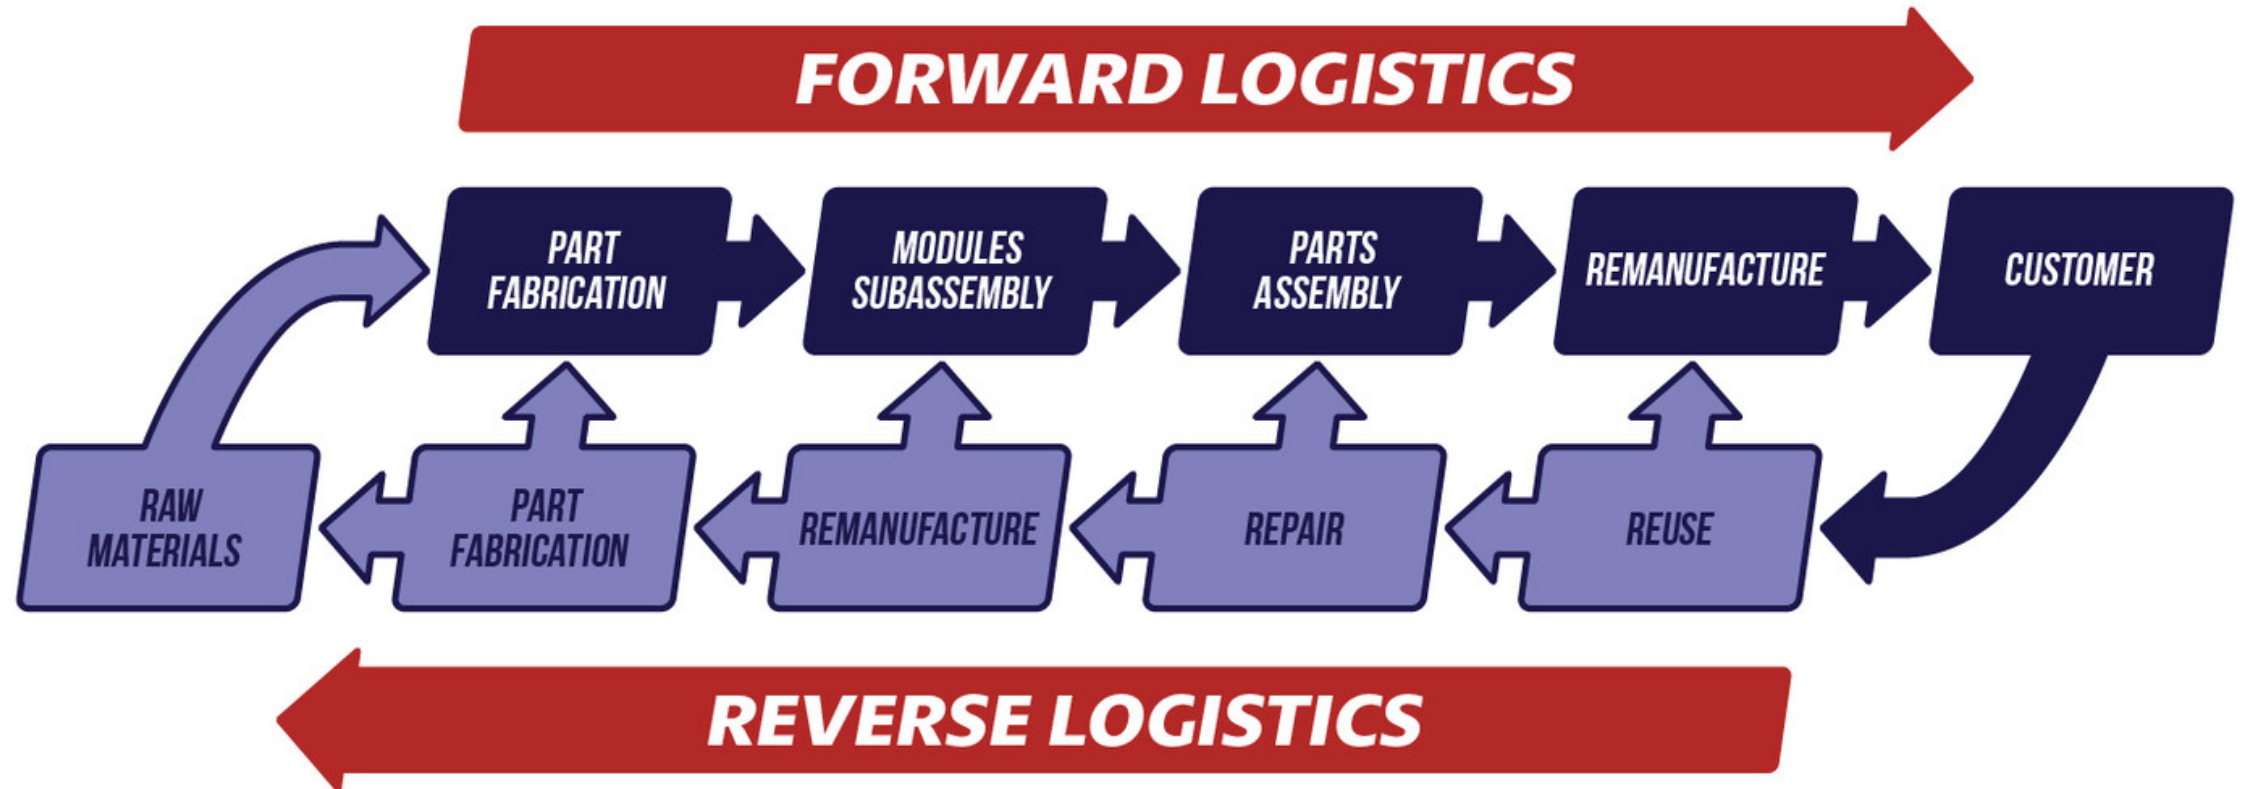 FORWARD LOGISTICS
PART
FABRICATION
MODULES
SUBASSEMBLY
PARTS
ASSEMBLY
REMANUFACTURE
CUSTOMER
RAW
MATERIALS
PART
FABRICATION
REMANUFACTURE
REPAIR
REUSE
REVERSE LOGISTICS